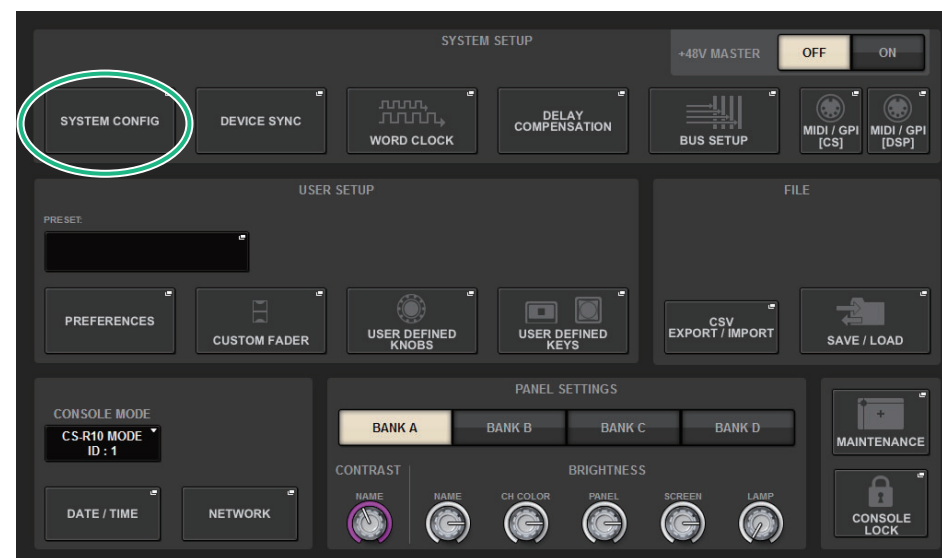 SYSTEM SETUP
+48V MASTER
OFF
ON
SYSTEM CONFIG
DEVICE SYNC
WORD CLOCK
DELAY
COMPENSATION
BUS SETUP
MIDI / GPI
[CS]
MIDI / GPI
[DSP]
USER SETUP
PRESET:
PREFERENCES
CUSTOM FADER
USER DEFINED
KNOBS
USER DEFINED
KEYS
FILE
CSV
EXPORT / IMPORT
SAVE / LOAD
CONSOLE MODE
CS-R10 MODE
ID : 1
DATE / TIME
NETWORK
PANEL SETTINGS
BANK A
BANK B
BANK C
BANK D
CONTRAST
BRIGHTNESS
NAME
NAME
CH COLOR
PANEL
SCREEN
LAMP
MAINTENANCE
CONSOLE
LOCK